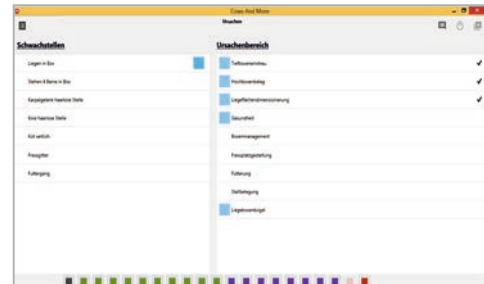 Cows And More
Ursachen
Schwachstellen
Liegen in Box
Stehen 4 Beine in Box
Karpalgelenk haarlose Stelle
Knie haarlose Stelle
Kot seitlich
Fressgitter
Futtergang
Ursachenbereich
Tiefboxeneinstreu
Hochboxenbelag
Liegeflächendimensionierung
Gesundheit
Boxenmanagement
Fressplatzgestaltung
Fütterung
Stallbelegung
Liegeboxenbügel